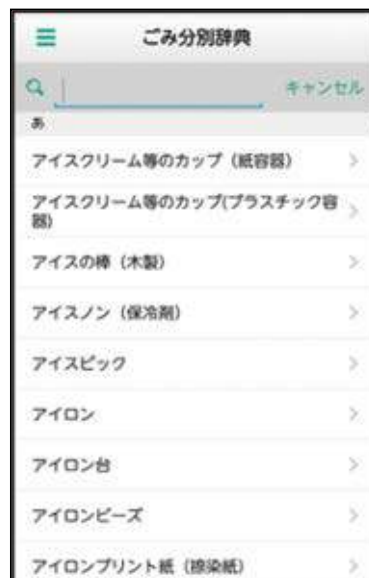 ごみ分別辞典
キャンセル
あ
アイスクリーム等のカップ（紙容器）
アイスクリーム等のカップ(プラスチック容
器)
アイスの棒（木製）
アイスノン（保冷剤）
アイスピック
アイロン
アイロン台
アイロンビーズ
アイロンプリント紙（捺染紙）